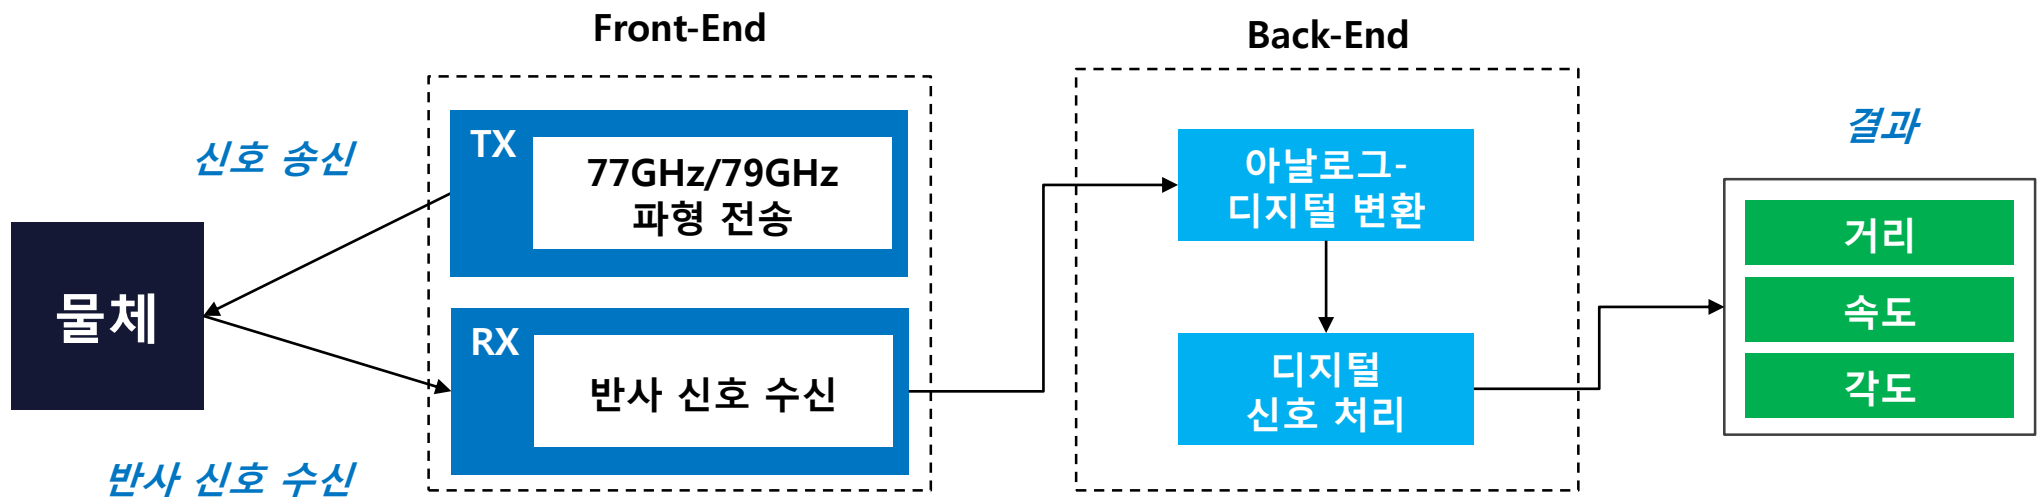 Front-End
Back-End
신호 송신
TX
77GHz/79GHz
파형 전송
물체
RX
반사 신호 수신
반사 신호 수신
아날로그-
디지털 변환
디지털
신호 처리
결과
거리
속도
각도